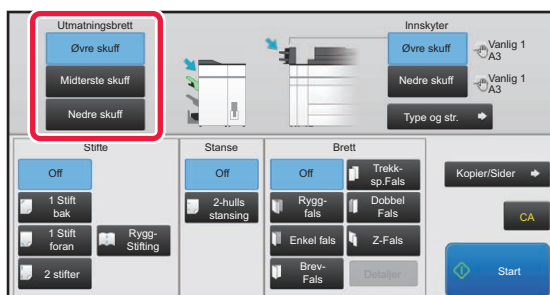 Utmatningsbrett
Øvre skuff
Midterste skuff
Nedre skuff
Innskyter
Øvre skuff
Vanlig 1
A3
Nedre skuff
Vanlig 1
A3
Type og str.
Stifte
Off
1 Stift
bak
1 Stift
foran
Rygg-
Stifting
2 stifter
Stanse
Off
2-hulls
stansing
Brett
Off
Trekk-
sp.Fals
Rygg-
fals
Dobbel
Fals
Enkel fals
Z-Fals
Brev-
Fals
Detaljer
Kopier/Sider
CA
Start